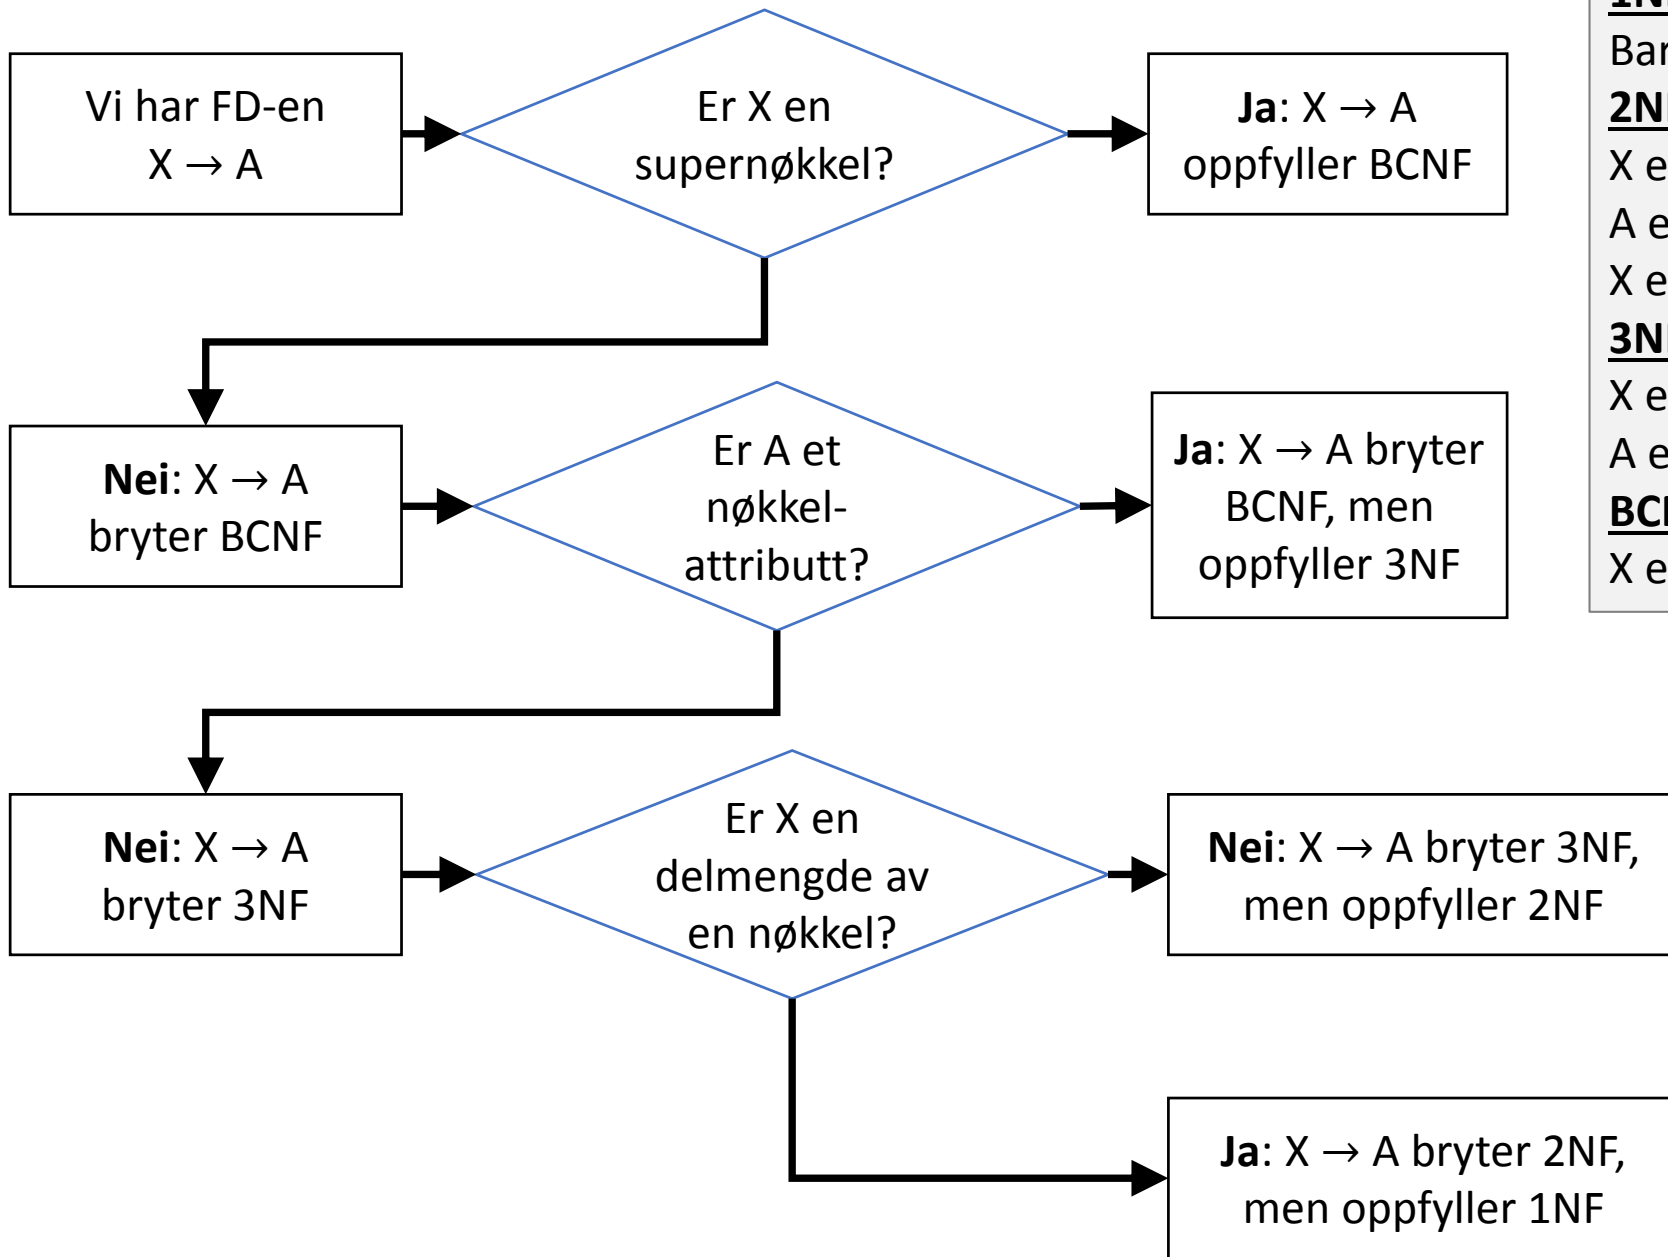 Vi har FD-en
X → A
Er X en
supernøkkel?
Ja: X → A
oppfyller BCNF
Nei: X → A
bryter BCNF
Er A et
nøkkel-
attributt?
Ja: X → A bryter
BCNF, men
oppfyller 3NF
Nei: X → A
bryter 3NF
Er X en
delmengde av
en nøkkel?
Nei: X → A bryter 3NF,
men oppfyller 2NF
Ja: X → A bryter 2NF,
men oppfyller 1NF
X
A
X
X
A
X